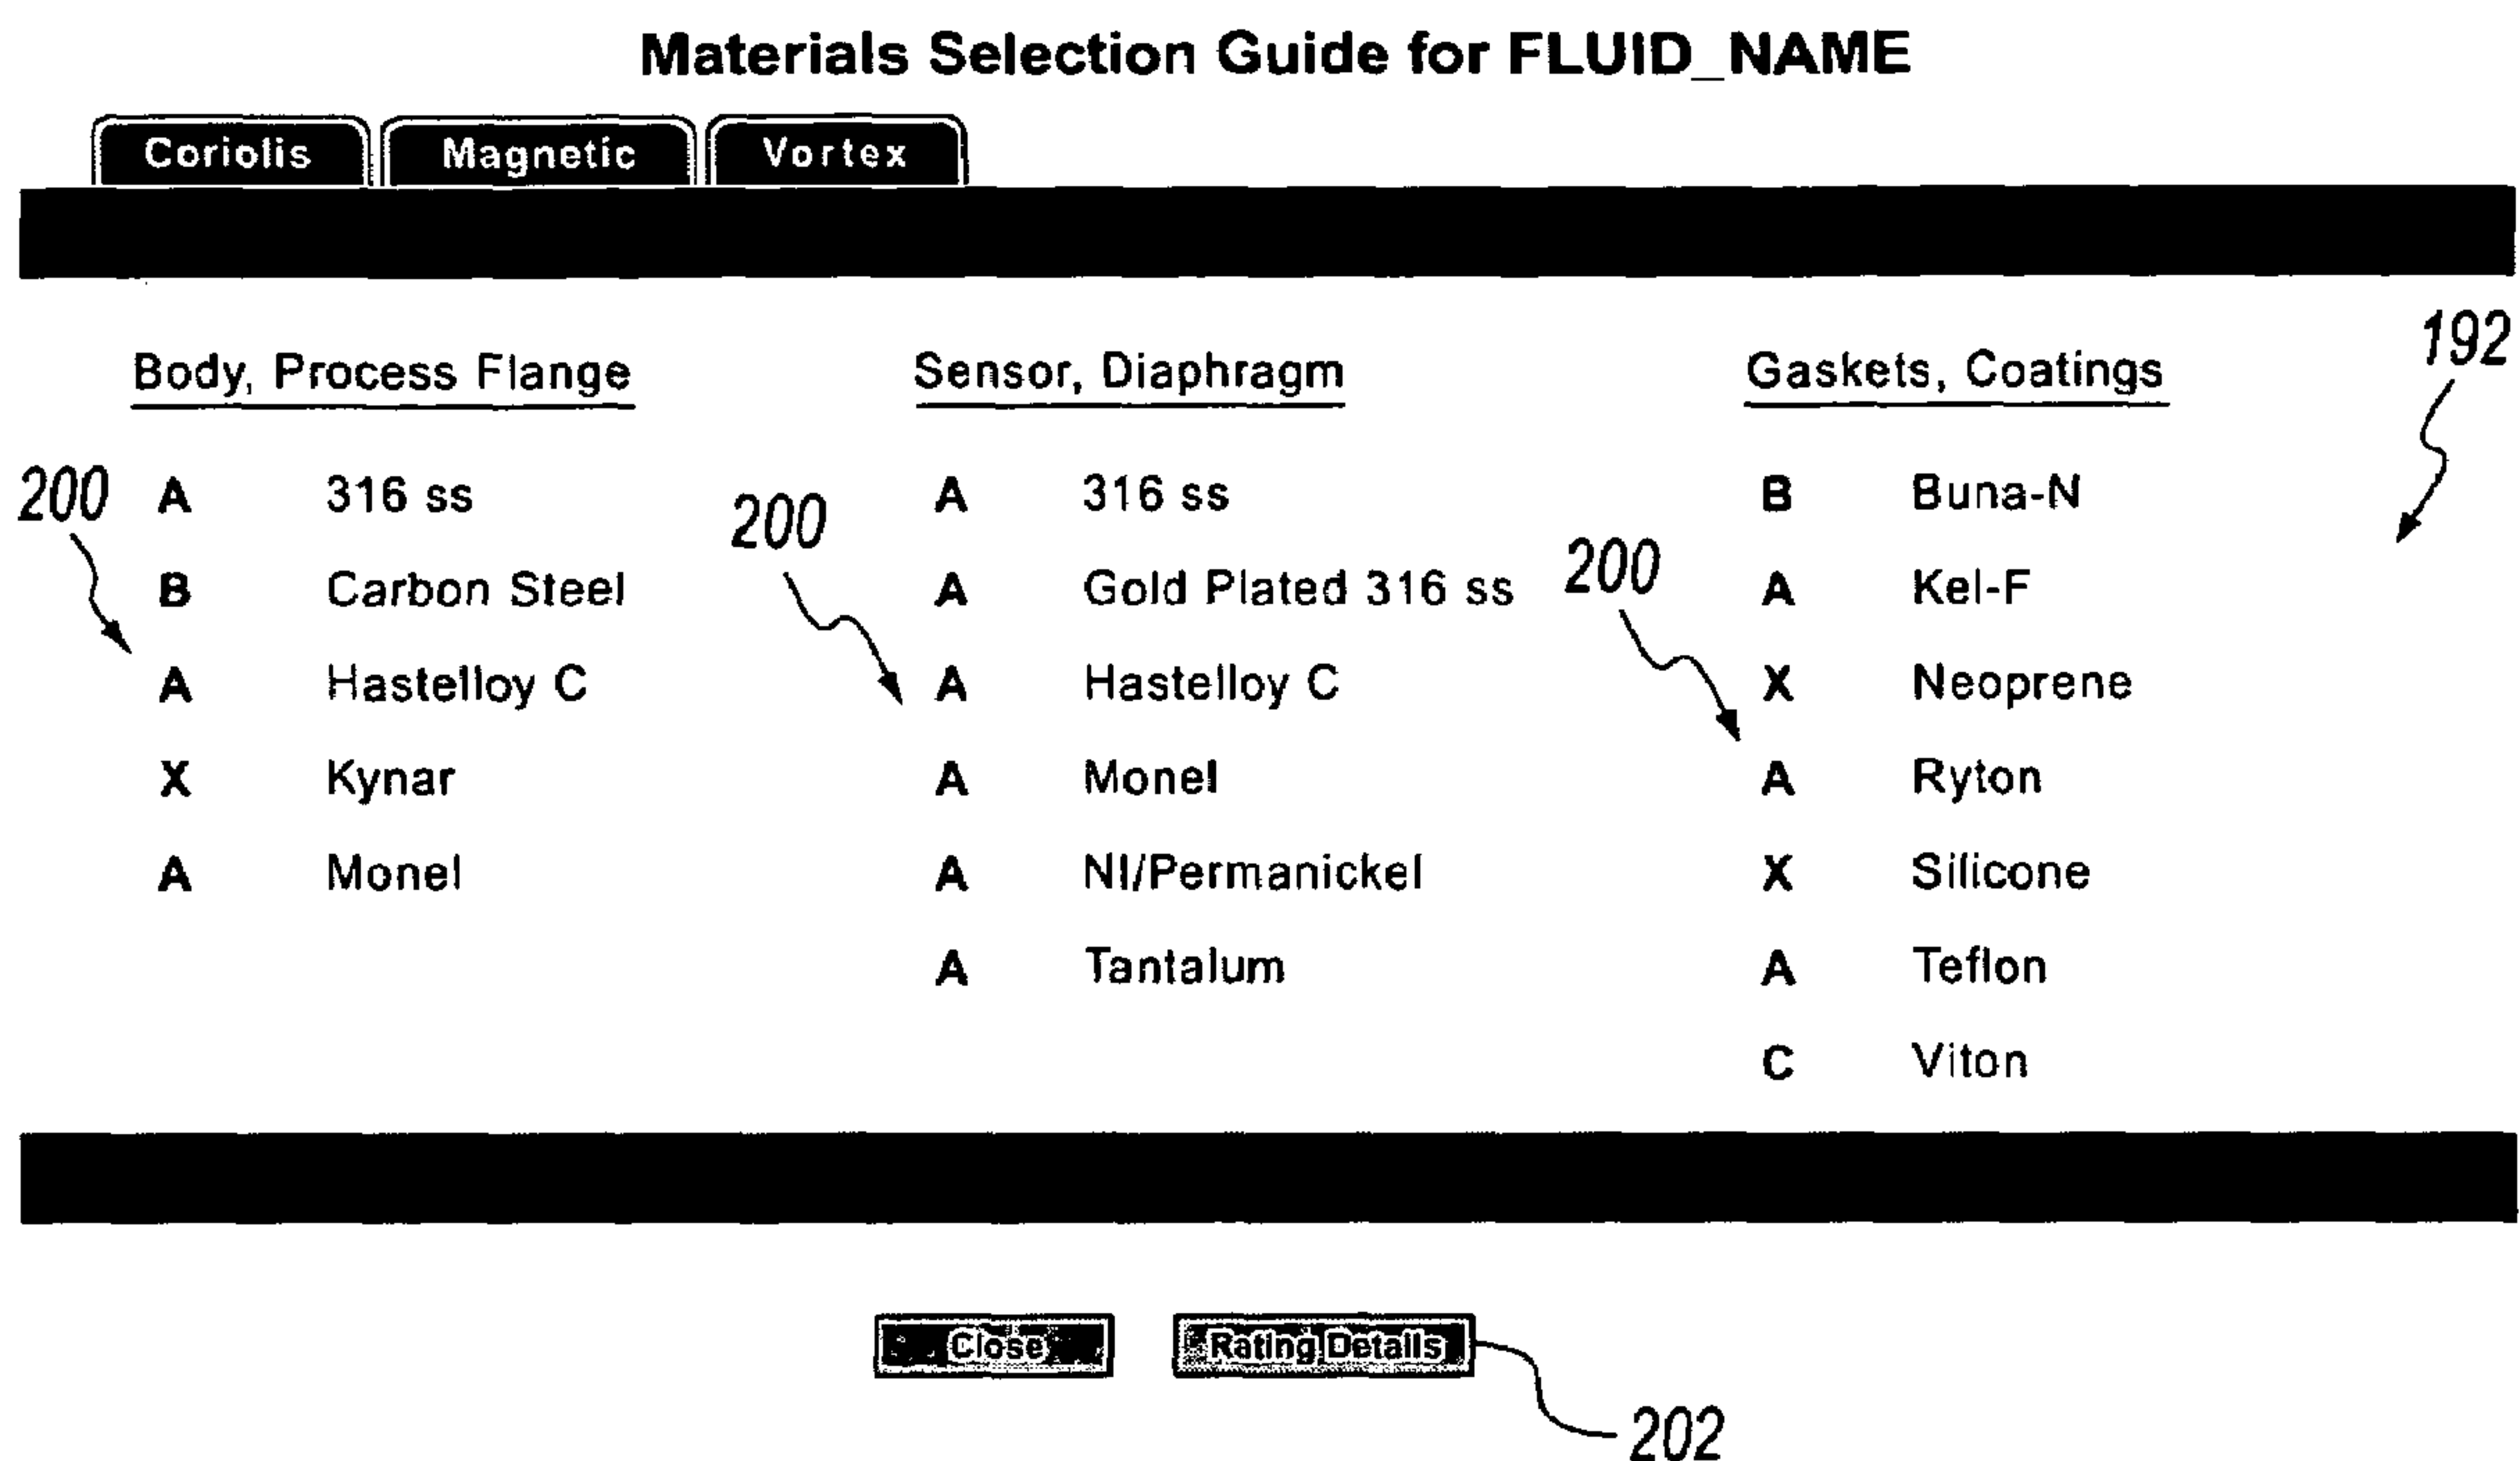 Materials Selection Guide for FLUID_NAME
Coriolis Magnetic Vortex
192
Body, Process Flange Sensor, Diaphragm Gaskets, Coatings
200 A 316 ss 200 A 316 ss B Buna-N
B Carbon Steel A Gold Plated 316 ss 200 A Kel-F
A Hastelloy C A Hastelloy C X Neoprene
X Kynar A Monel A Ryton
A Monel A NI/Permanickel X Silicone
A Tantalum A Teflon
C Viton
Close Rating Details
202